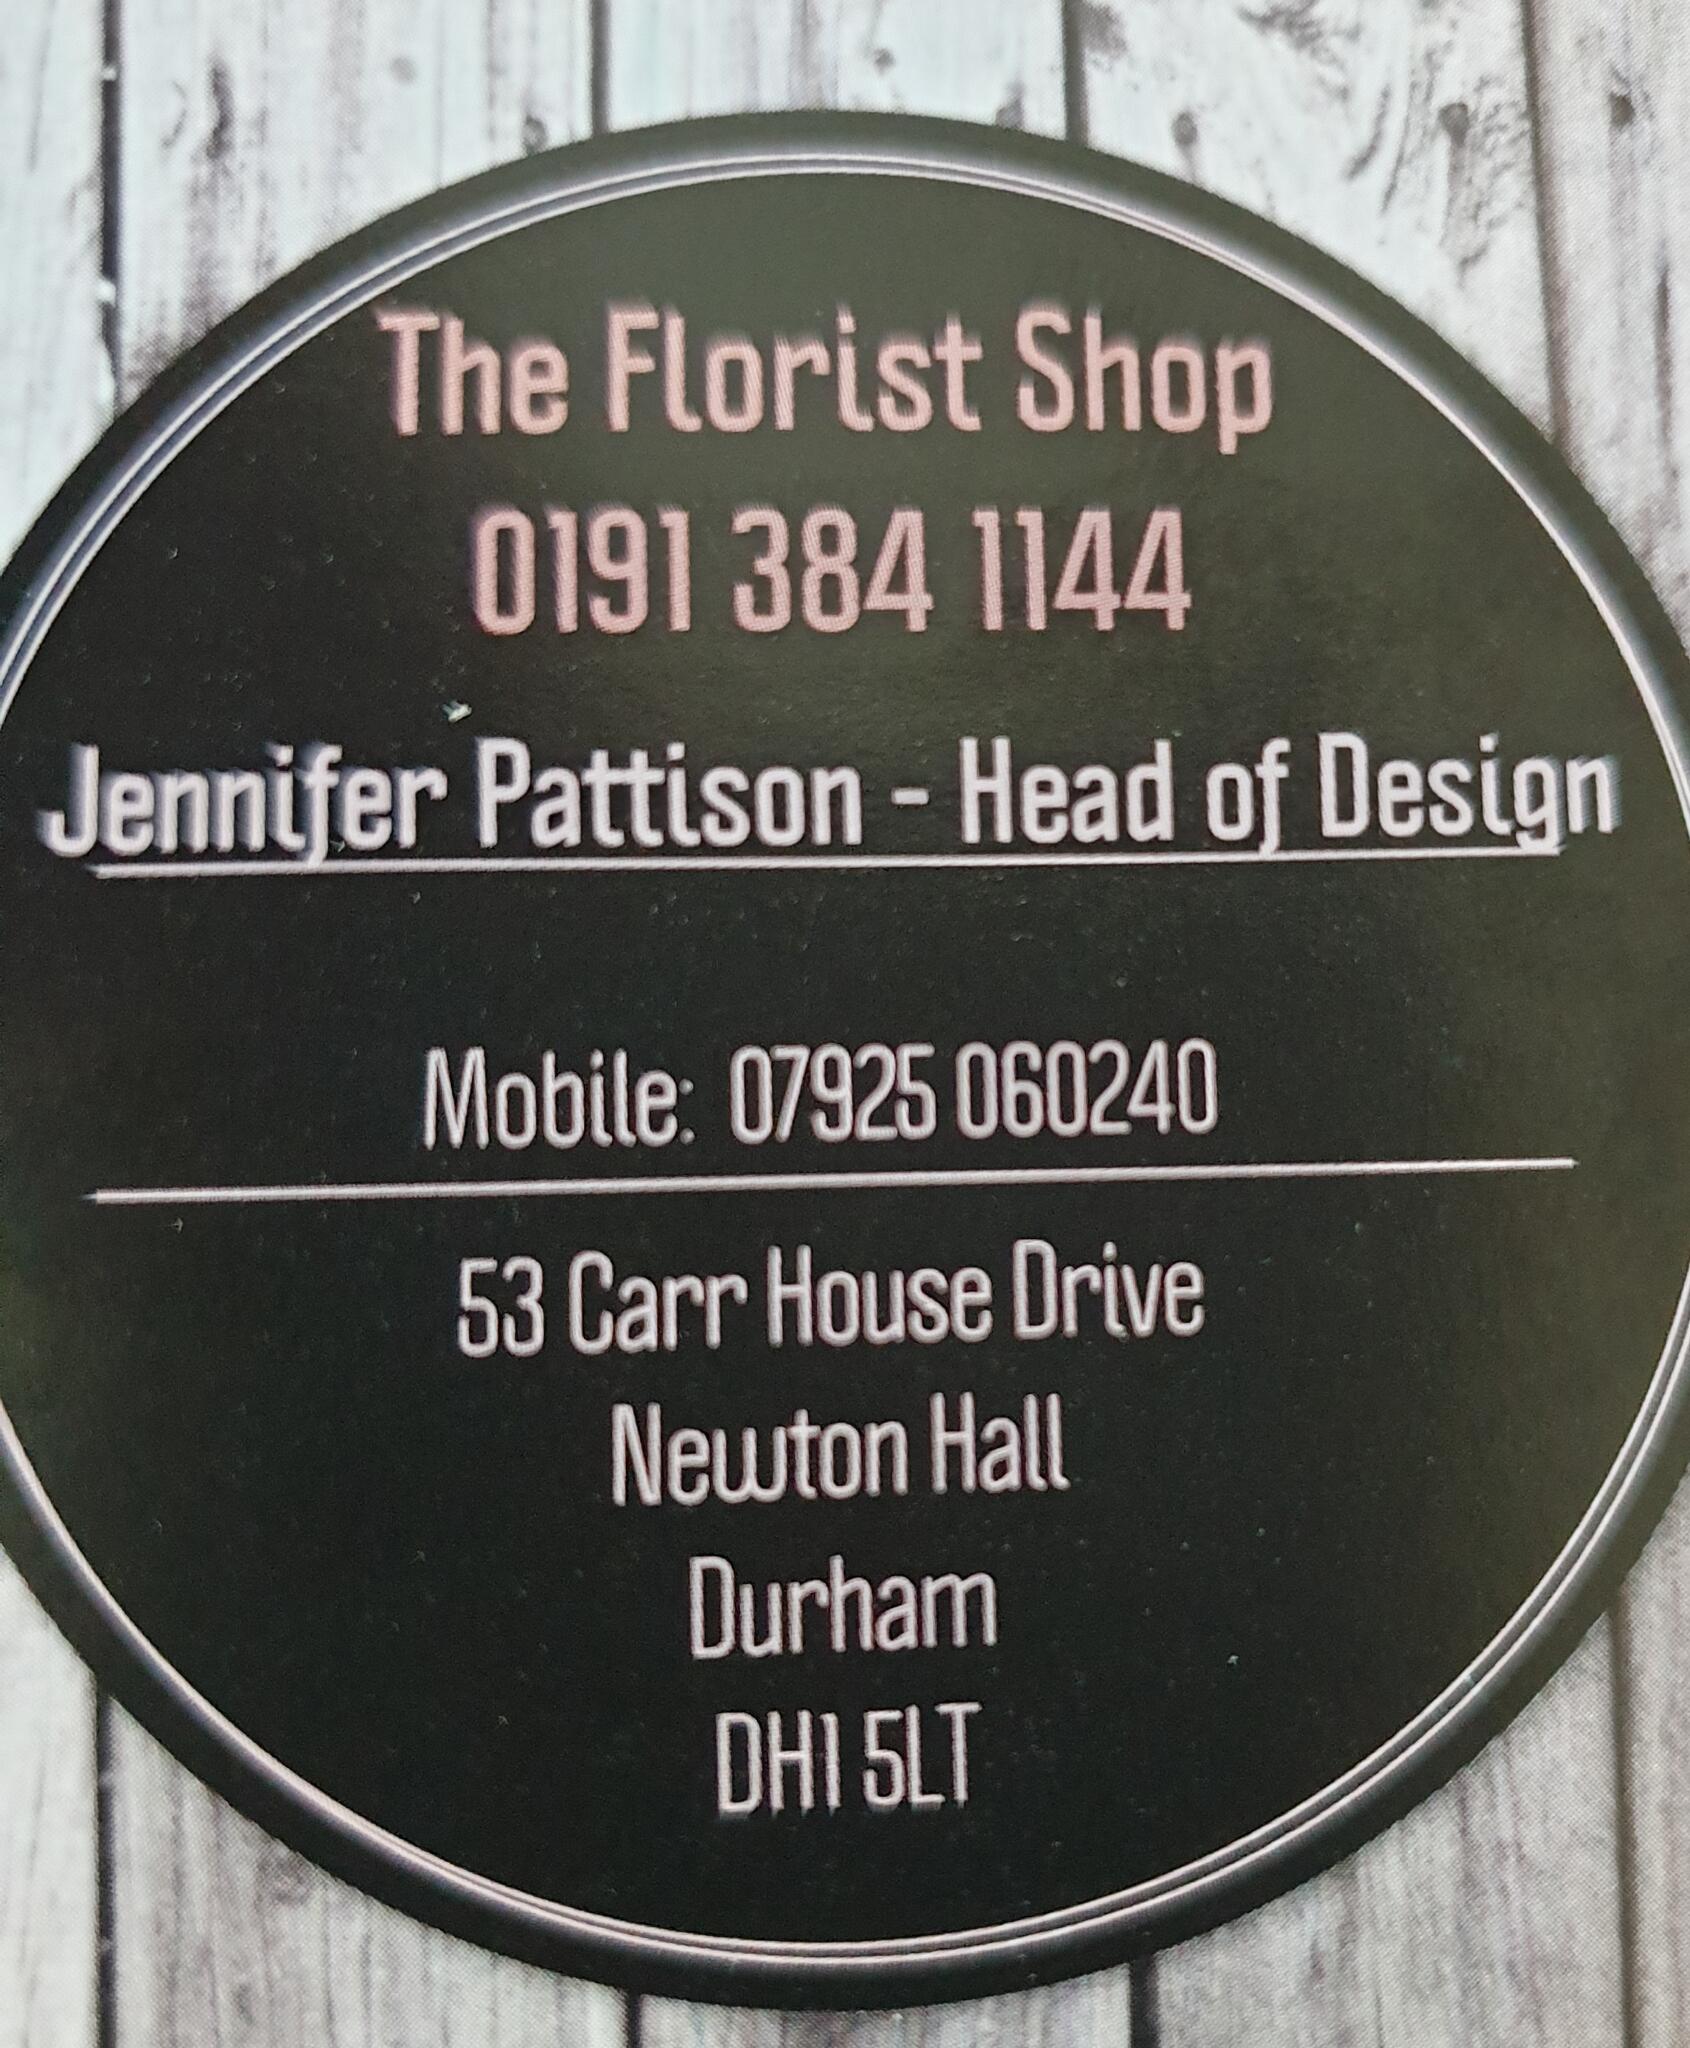 The Florist Shop
0191 384 1144
Jennifer Pattison - Head of Design
Mobile: 07925 060240
53 Carr House Drive
Newton Hall
Durham
DH1 5LT